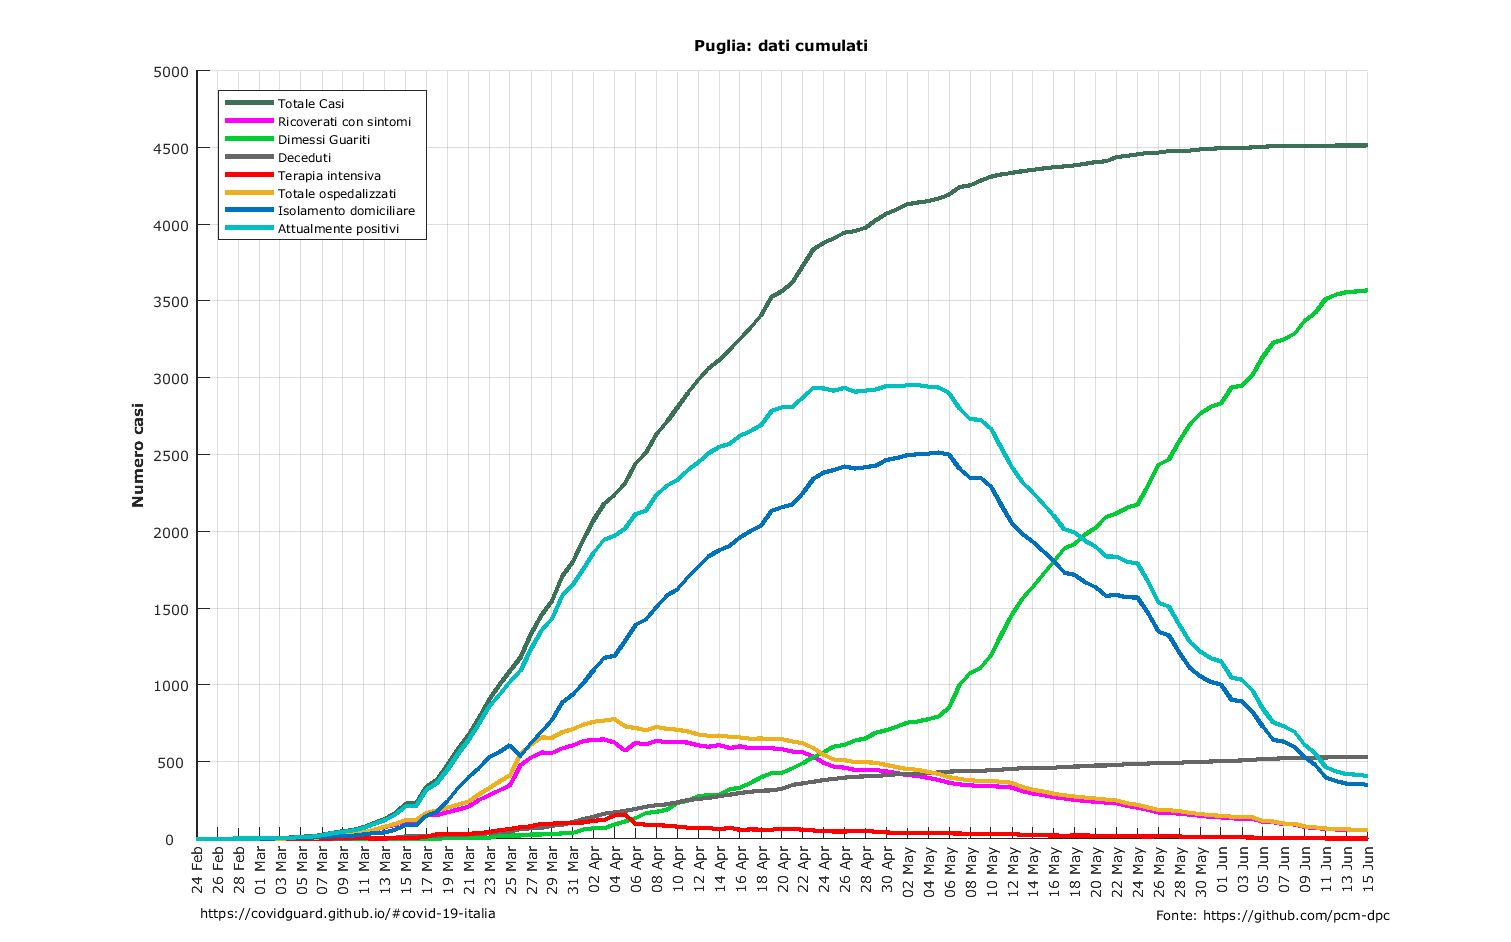 Puglia: dati cumulati
5000
4500
4000
3500
3000
2500
2000
1500
1000
500
0
Numero casi
Totale Casi
Ricoverati con sintomi
Dimessi Guariti
Deceduti
Terapia intensiva
Totale ospedalizzati
Isolamento domiciliare
Attualmente positivi
24 Feb
26 Feb
28 Feb
01 Mar
03 Mar
05 Mar
07 Mar
09 Mar
11 Mar
13 Mar
15 Mar
17 Mar
19 Mar
21 Mar
23 Mar
25 Mar
27 Mar
29 Mar
31 Mar
02 Apr
04 Apr
06 Apr
08 Apr
10 Apr
12 Apr
14 Apr
16 Apr
18 Apr
20 Apr
22 Apr
24 Apr
26 Apr
28 Apr
30 Apr
02 May
04 May
06 May
08 May
10 May
12 May
14 May
16 May
18 May
20 May
22 May
24 May
26 May
28 May
30 May
01 Jun
03 Jun
05 Jun
07 Jun
09 Jun
11 Jun
13 Jun
15 Jun
https://covidguard.github.io/#covid-19-italia
Fonte: https://github.com/pcm-dpc